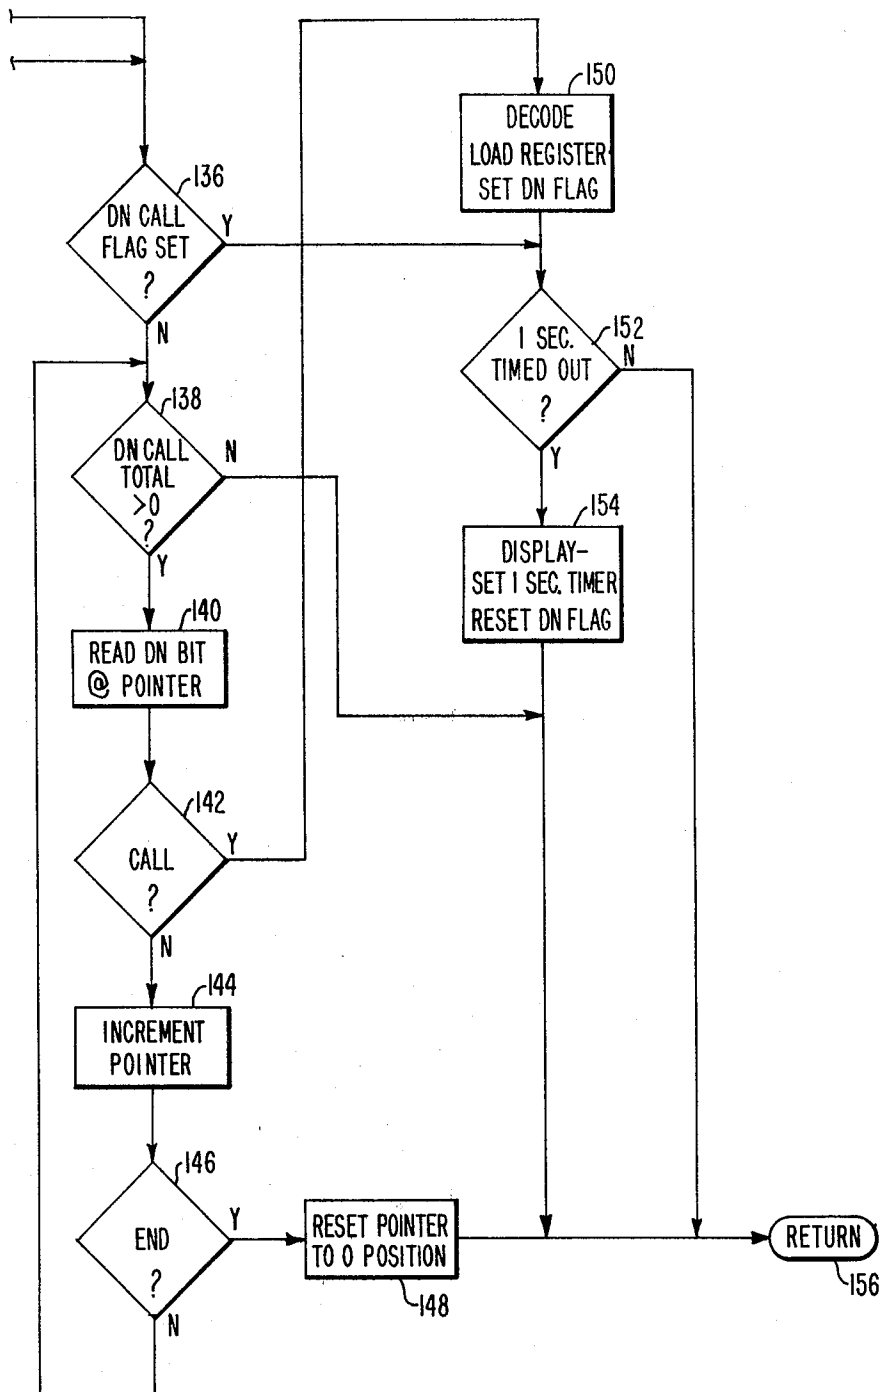 150
DECODE
LOAD REGISTER
SET DN FLAG
136
DN CALL
FLAG SET
?
Y
N
152
1 SEC.
TIMED OUT
?
N
Y
138
DN CALL
TOTAL
>0
?
N
Y
154
DISPLAY-
SET 1 SEC. TIMER
RESET DN FLAG
140
READ DN BIT
@ POINTER
142
CALL
?
Y
N
144
INCREMENT
POINTER
146
END
?
Y
N
RESET POINTER
TO 0 POSITION
148
RETURN
156